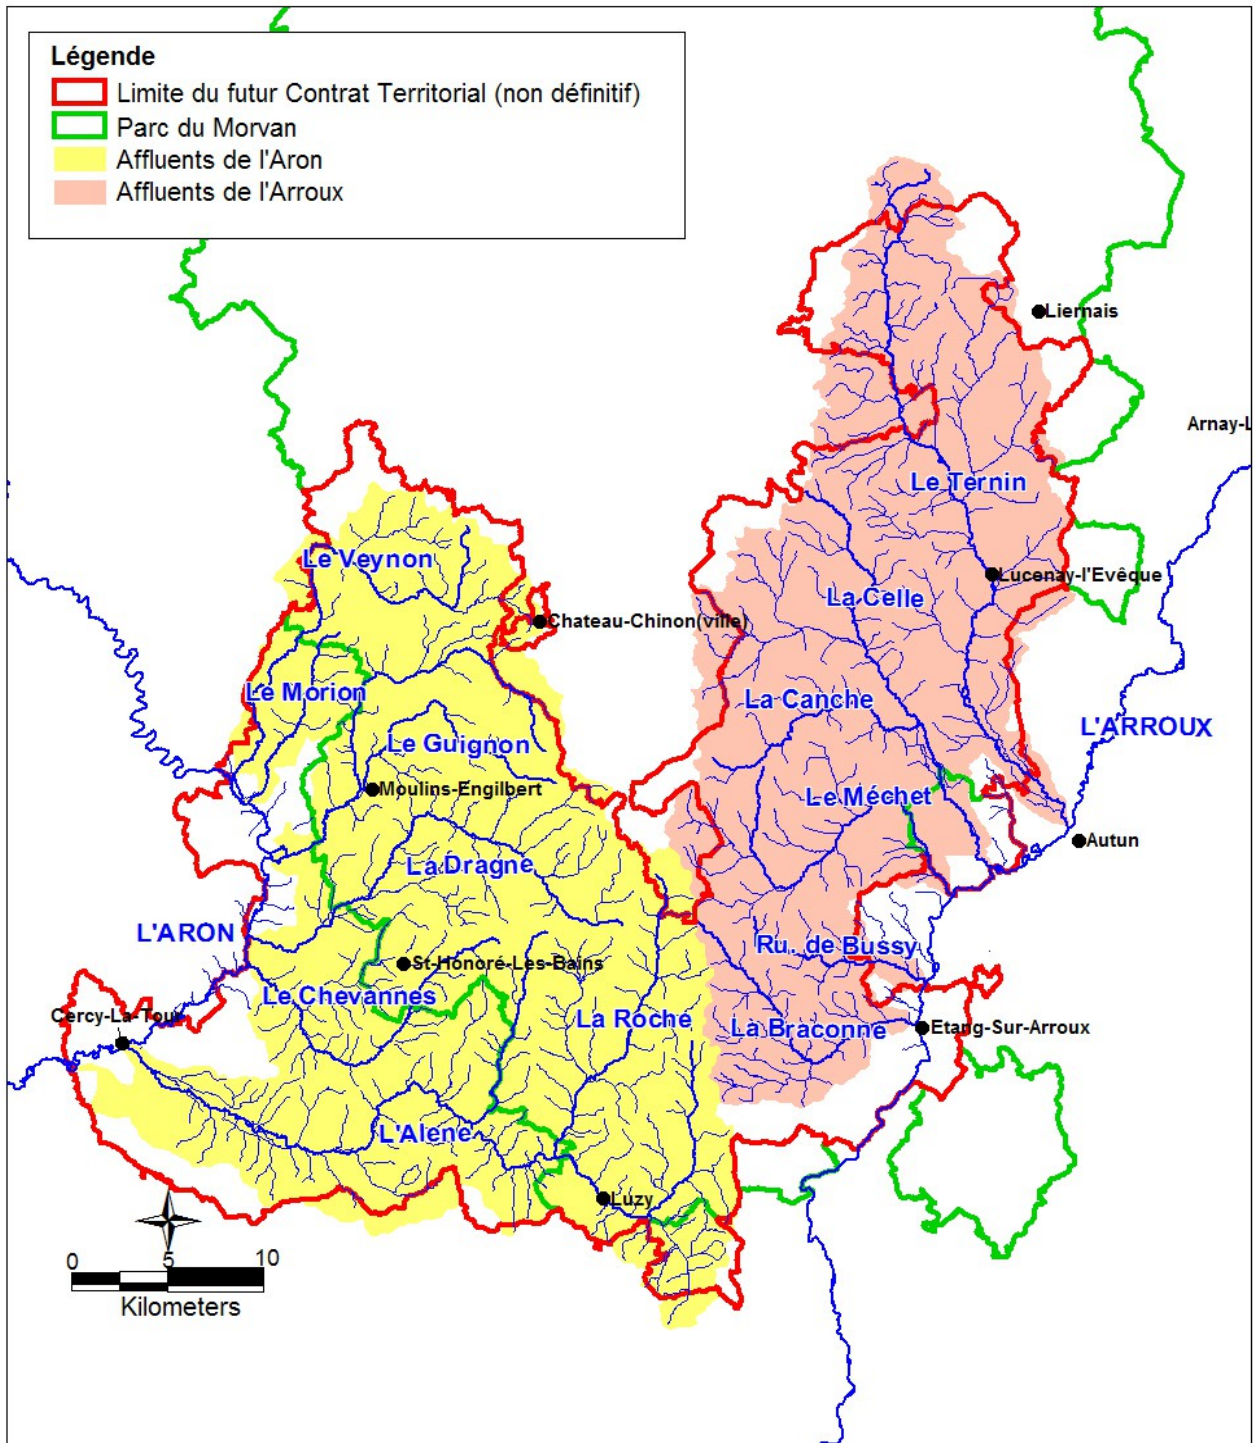 Légende
Limite du futur Contrat Territorial (non définitif)
Parc du Morvan
Affluents de l'Aron
Affluents de l'Arroux
Liernais
Arnay-L
Le Ternin
Le Veynon
Lucenay-l'Evêque
La Celle
Chateau-Chinon(ville)
Le Morion
La Canche
L'ARROUX
Le Guignon
Moulins-Engilbert
Le Méchet
Autun
La Dragne
L'ARON
Ru. de Bussy
St-Honoré-Les-Bains
Le Chevannes
Cercy-La-Tour
La Roche
La Braconne
Etang-Sur-Arroux
L'Alene
Luzy
0 5 10
Kilometers